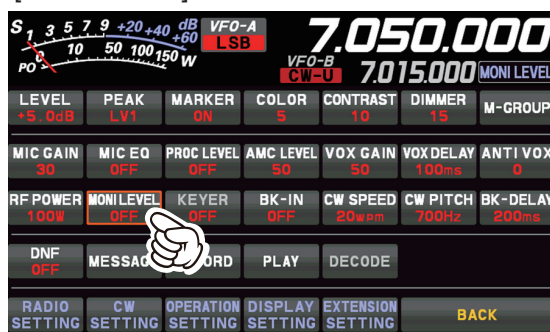 S 1 3 5 7 9 +20 +40 +60 dB VFO-A 7.050.000
LSB
PO 0 10 50 100 150 W VFO-B
CW-U 7.015.000 MONI LEVEL
LEVEL PEAK MARKER COLOR CONTRAST DIMMER M-GROUP
+5.0dB LV1 ON 5 10 15
MIC GAIN MIC EQ PROC LEVEL AMC LEVEL VOX GAIN VOX DELAY ANTI VOX
30 OFF OFF 50 50 100ms 0
RF POWER MONI LEVEL KEYER BK-IN CW SPEED CW PITCH BK-DELAY
100W OFF OFF OFF 20wpm 700Hz 200ms
DNF MESSAG ORD PLAY DECODE
OFF
RADIO CW OPERATION DISPLAY EXTENSION BACK
SETTING SETTING SETTING SETTING SETTING